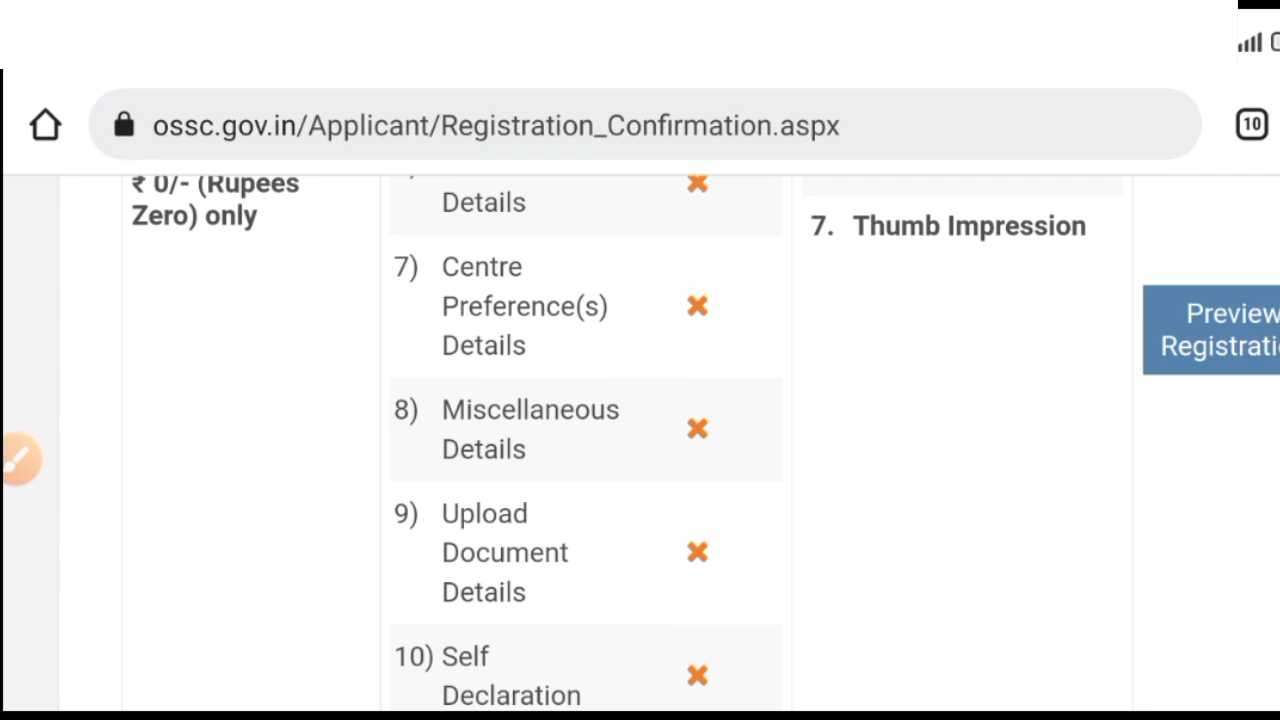 ossc.gov.in/Applicant/Registration_Confirmation.aspx
10
₹ 0/- (Rupees
Zero) only
Details
7) Centre
Preference(s)
Details
8) Miscellaneous
Details
9) Upload
Document
Details
10) Self
Declaration
7. Thumb Impression
Preview
Registrati